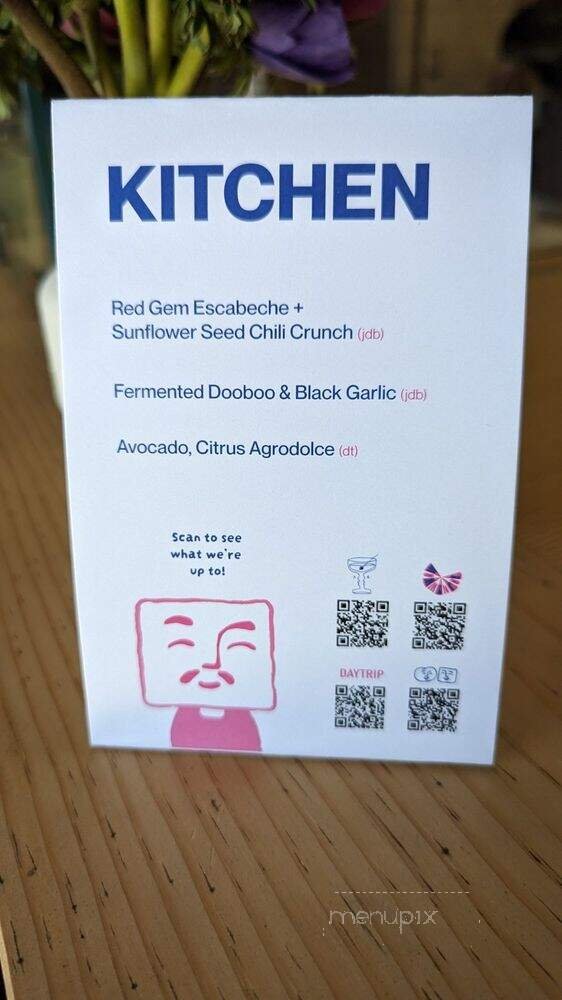 KITCHEN
Red Gem Escabeche +
Sunflower Seed Chili Crunch (jdb)
Fermented Dooboo & Black Garlic (jdb)
Avocado, Citrus Agrodolce (dt)
Scan to see
what we're
up to!
DAYTRIP
menupix